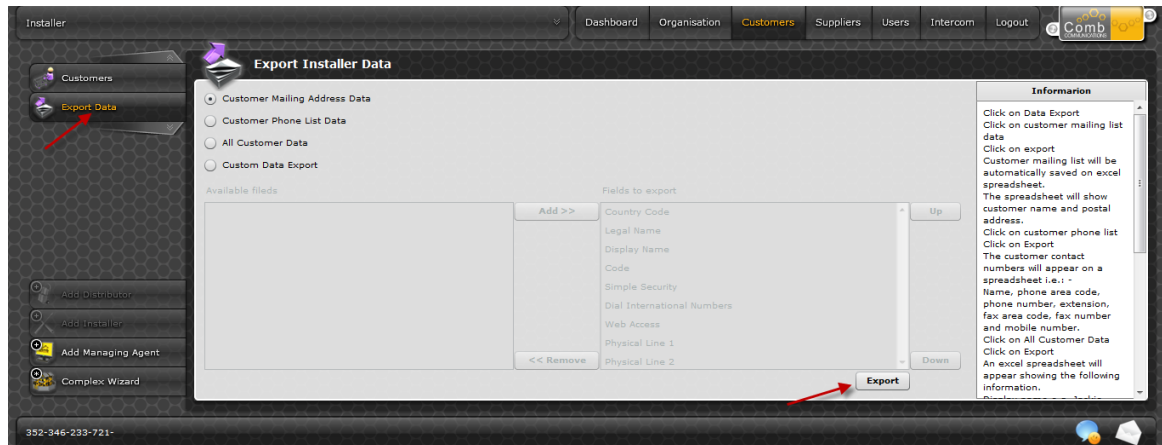 Installer
Dashboard Organisation Customers Suppliers Users Intercom Logout
Comb
COMMUNICATIONS
Customers
Export Data
Add Distributor
Add Installer
Add Managing Agent
Complex Wizard
Export Installer Data
Customer Mailing Address Data
Customer Phone List Data
All Customer Data
Custom Data Export
Available fileds
Fields to export
Add >>
<< Remove
Country Code
Legal Name
Display Name
Code
Simple Security
Dial International Numbers
Web Access
Physical Line 1
Physical Line 2
Up
Down
Export
Informarion
Click on Data Export
Click on customer mailing list
data
Click on export
Customer mailing list will be
automatically saved on excel
spreadsheet.
The spreadsheet will show
customer name and postal
address.
Click on customer phone list
Click on Export
The customer contact
numbers will appear on a
spreadsheet i.e.: -
Name, phone area code,
phone number, extension,
fax area code, fax number
and mobile number.
Click on All Customer Data
Click on Export
An excel spreadsheet will
appear showing the following
information.
352-346-233-721-